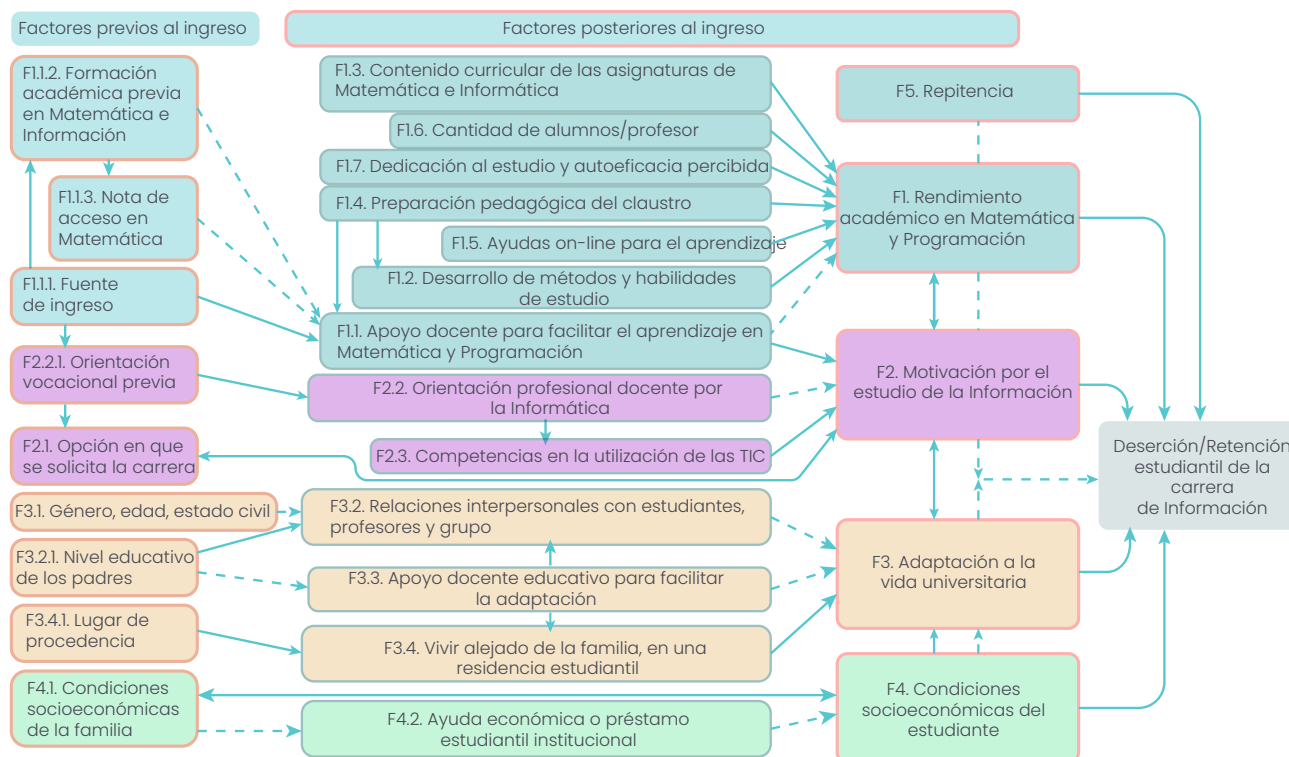 Factores previos al ingreso
Factores posteriores al ingreso
F1.1.2. Formación
académica previa
en Matemática e
Información
F1.1.3. Nota de
acceso en
Matemática
F1.1.1. Fuente
de ingreso
F2.2.1. Orientación
vocacional previa
F2.1. Opción en que
se solicita la carrera
F3.1. Género, edad, estado civil
F3.2.1. Nivel educativo
de los padres
F3.4.1. Lugar de
procedencia
F4.1. Condiciones
socioeconómicas
de la familia
F1.3. Contenido curricular de las asignaturas de
Matemática e Informática
F1.6. Cantidad de alumnos/profesor
F1.7. Dedicación al estudio y autoeficacia percibida
F1.4. Preparación pedagógica del claustro
F1.5. Ayudas on-line para el aprendizaje
F1.2. Desarrollo de métodos y habilidades
de estudio
F1.1. Apoyo docente para facilitar el aprendizaje en
Matemática y Programación
F2.2. Orientación profesional docente por
la Informática
F2.3. Competencias en la utilización de las TIC
F3.2. Relaciones interpersonales con estudiantes,
profesores y grupo
F3.3. Apoyo docente educativo para facilitar
la adaptación
F3.4. Vivir alejado de la familia, en una
residencia estudiantil
F4.2. Ayuda económica o préstamo
estudiantil institucional
F5. Repitencia
F1. Rendimiento
académico en Matemática
y Programación
F2. Motivación por el
estudio de la Información
F3. Adaptación a la
vida universitaria
F4. Condiciones
socioeconómicas del
estudiante
Deserción/Retención
estudiantil de la
carrera
de Información